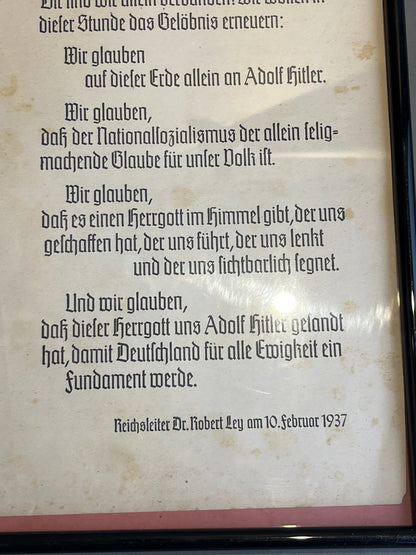 Dir sind wir allein verbunden! Wir wollen in
dieser Stunde das Gelöbnis erneuern:
Wir glauben
auf dieser Erde allein an Adolf Hitler.
Wir glauben,
daß der Nationalsozialismus der allein selig=
machende Glaube für unser Volk ist.
Wir glauben,
daß es einen Herrgott im Himmel gibt, der uns
geschaffen hat, der uns führt, der uns lenkt
und der uns sichtbarlich segnet.
Und wir glauben,
daß dieser Herrgott uns Adolf Hitler gesandt
hat, damit Deutschland für alle Ewigkeit ein
Fundament werde.
Reichsleiter Dr. Robert Ley am 10. Februar 1937